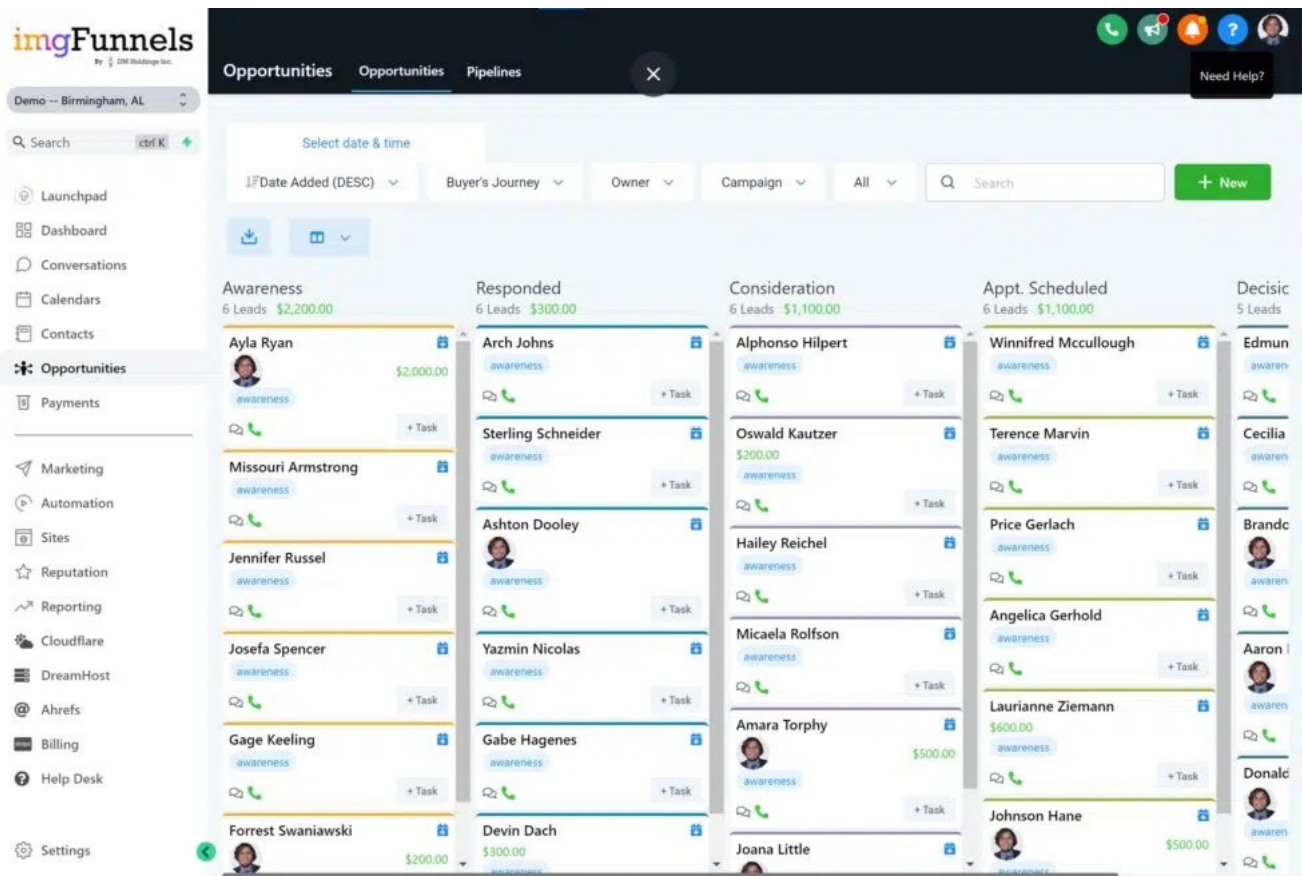 imgFunnels
By DM Holdings Inc.
Demo -- Birmingham, AL
Search ctrl K
Launchpad
Dashboard
Conversations
Calendars
Contacts
Opportunities
Payments
Marketing
Automation
Sites
Reputation
Reporting
Cloudflare
DreamHost
Ahrefs
Billing
Help Desk
Settings
Opportunities Opportunities Pipelines
?
Need Help?
Select date & time
Date Added (DESC) Buyer's Journey Owner Campaign All Search + New
Awareness
6 Leads $2,200.00
Ayla Ryan
$2,000.00
awareness
+ Task
Missouri Armstrong
awareness
+ Task
Jennifer Russel
awareness
+ Task
Josefa Spencer
awareness
+ Task
Gage Keeling
awareness
+ Task
Forrest Swaniawski
$200.00
Responded
6 Leads $300.00
Arch Johns
awareness
+ Task
Sterling Schneider
awareness
+ Task
Ashton Dooley
awareness
+ Task
Yazmin Nicolas
awareness
+ Task
Gabe Hagenes
awareness
+ Task
Devin Dach
$300.00
awareness
Consideration
6 Leads $1,100.00
Alphonso Hilpert
awareness
+ Task
Oswald Kautzer
$200.00
awareness
+ Task
Hailey Reichel
awareness
+ Task
Micaela Rolfson
awareness
+ Task
Amara Torphy
$500.00
awareness
+ Task
Joana Little
Appt. Scheduled
6 Leads $1,100.00
Winnifred Mccullough
awareness
+ Task
Terence Marvin
awareness
+ Task
Price Gerlach
awareness
+ Task
Angelica Gerhold
awareness
+ Task
Laurianne Ziemann
$600.00
awareness
+ Task
Johnson Hane
$500.00
awareness
Decisic
5 Leads
Edmun
awaren
Cecilia
awaren
Brando
awaren
Aaron
awaren
Donald
awaren